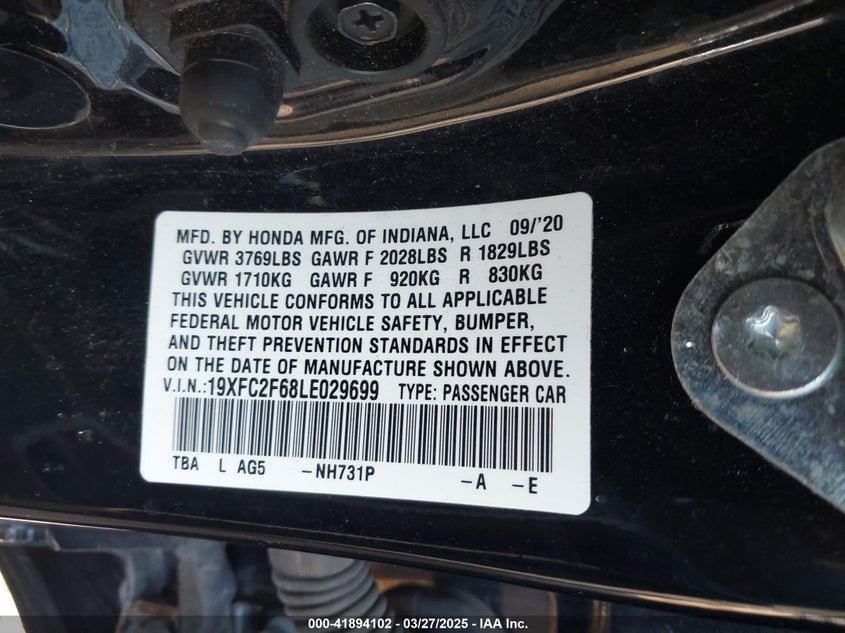 MFD. BY HONDA MFG. OF INDIANA, LLC 09/'20
GVWR 3769LBS GAWR F 2028LBS R 1829LBS
GVWR 1710KG GAWR F 920KG R 830KG
THIS VEHICLE CONFORMS TO ALL APPLICABLE
FEDERAL MOTOR VEHICLE SAFETY, BUMPER,
AND THEFT PREVENTION STANDARDS IN EFFECT
ON THE DATE OF MANUFACTURE SHOWN ABOVE.
V.I.N.:19XFC2F68LE029699 TYPE: PASSENGER CAR
TBA L AG5 -NH731P -A -E
000-41894102 | 03/27/2025 - IAA Inc.